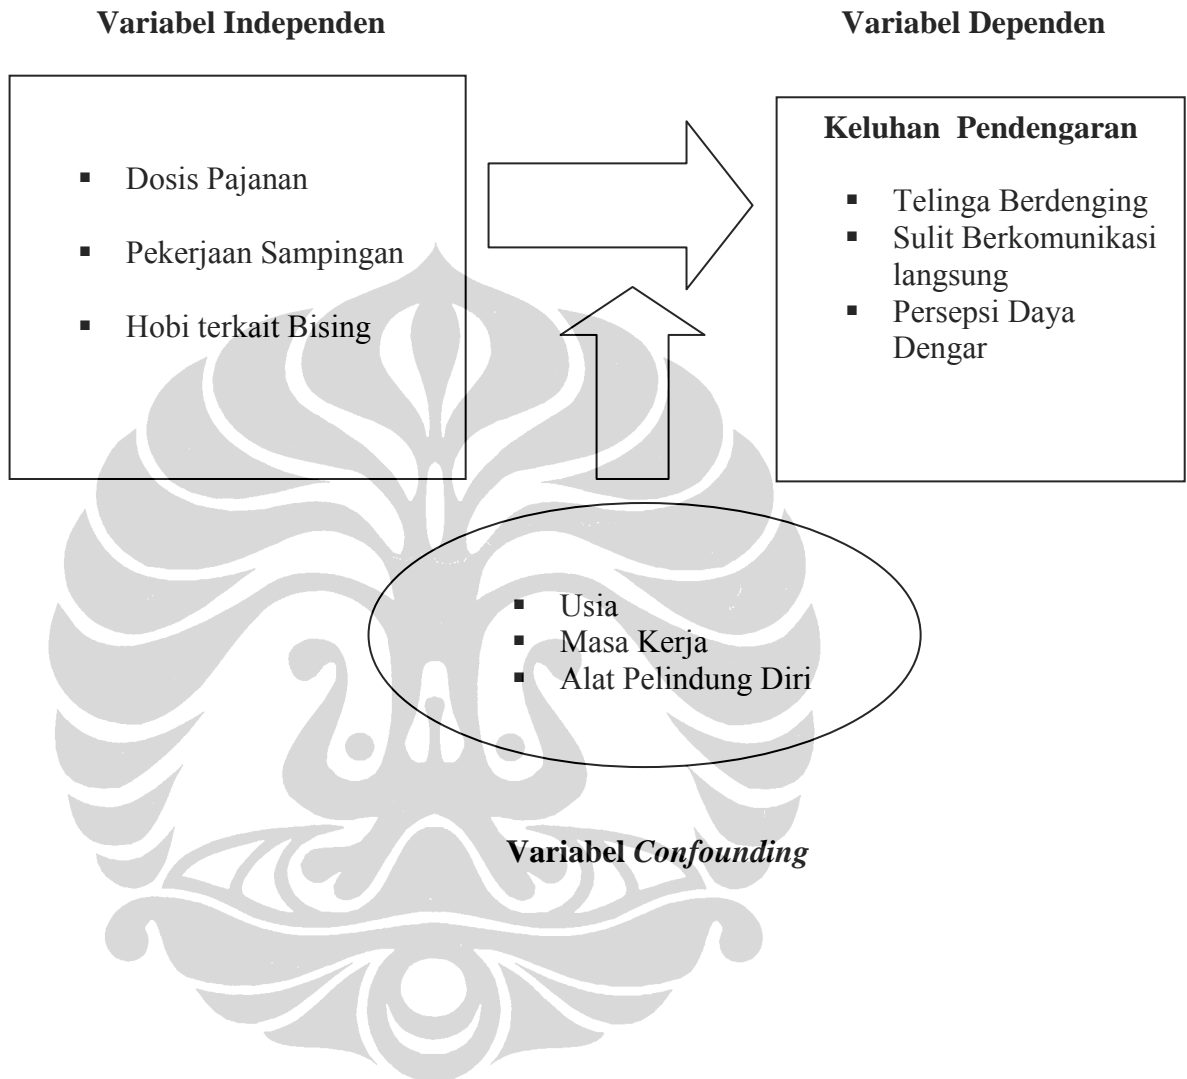 Variabel Independen
Variabel Dependen
▪ Dosis Pajanan
▪ Pekerjaan Sampingan
▪ Hobi terkait Bising
Keluhan Pendengaran
▪ Telinga Berdenging
▪ Sulit Berkomunikasi
langsung
▪ Persepsi Daya
Dengar
▪ Usia
▪ Masa Kerja
▪ Alat Pelindung Diri
Variabel Confounding